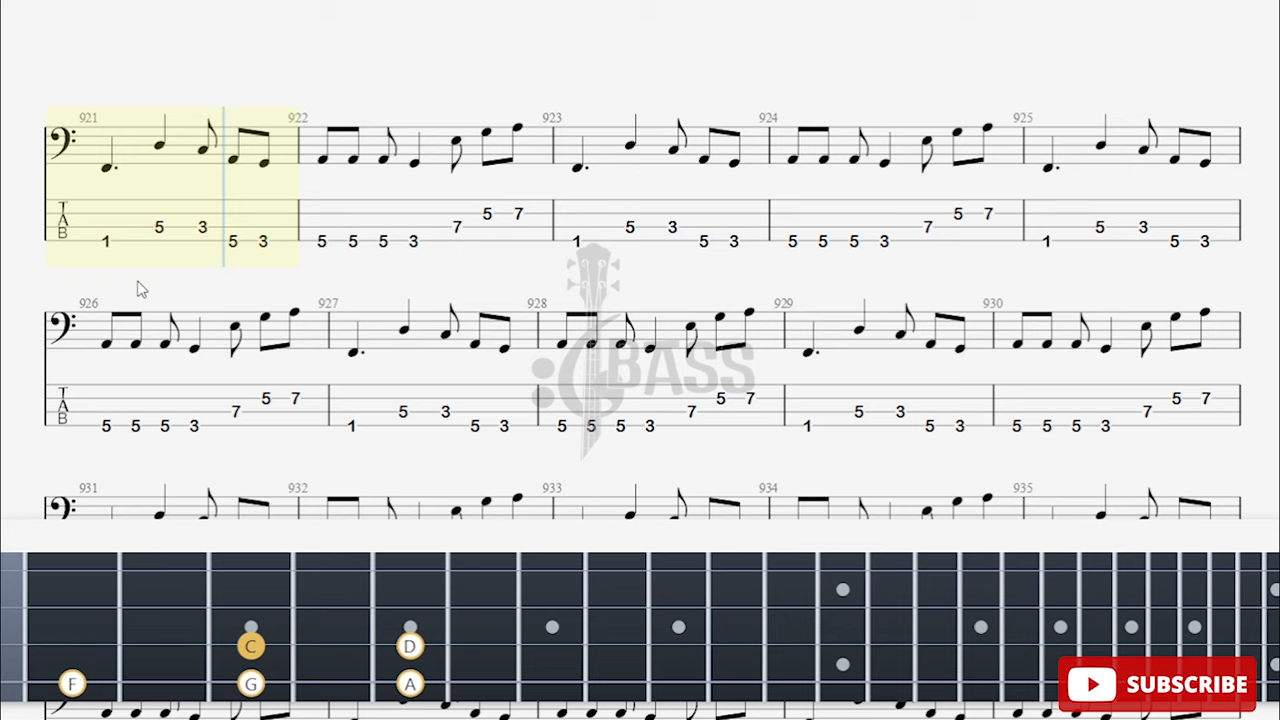 921 922 923 924 925
T A B
5 7 5 7
5 3 7 5 3 7 5 3
1 5 3 5 5 5 3 1 5 3 5 5 5 3 1 5 3
926 927 928 929 930
BASS
T A B
5 7 5 7 5 7
7 5 3 7 5 3 7
5 5 5 3 1 5 3 5 5 5 3 1 5 3 5 5 5 3
931 932 933 934 935
C D
F G A
SUBSCRIBE